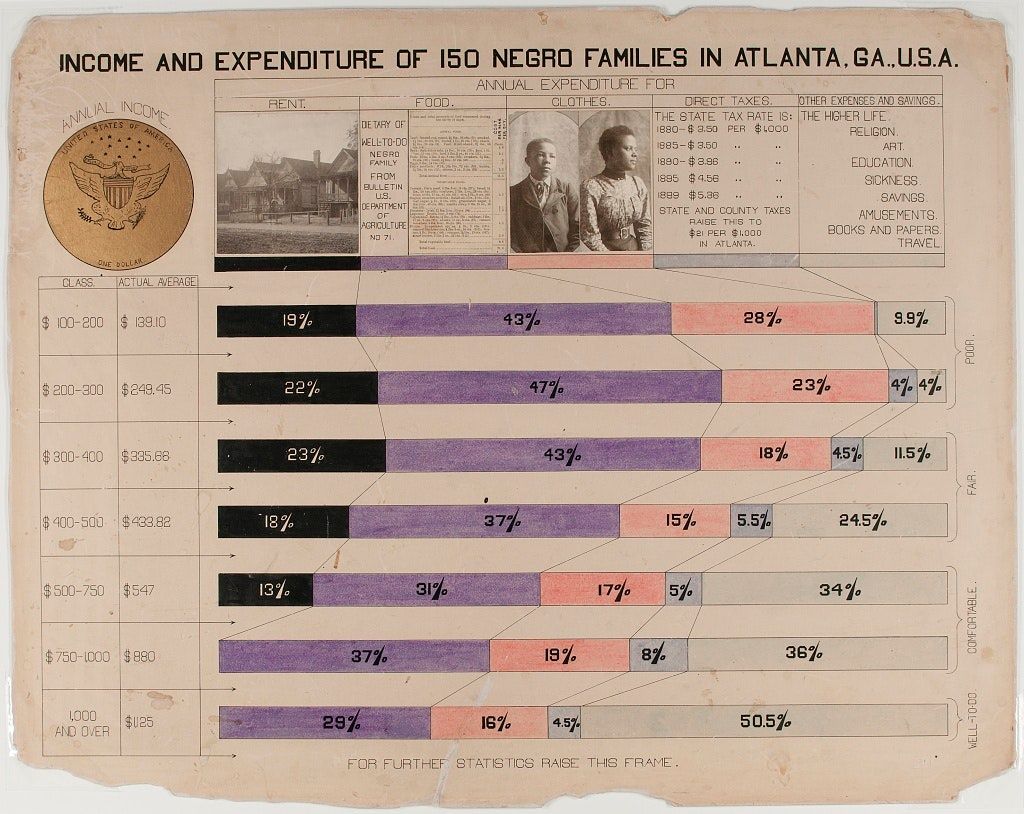 INCOME AND EXPENDITURE OF 150 NEGRO FAMILIES IN ATLANTA, GA., U.S.A.
ANNUAL INCOME.
UNITED STATES OF AMERICA
ONE DOLLAR
ANNUAL EXPENDITURE FOR
RENT.
FOOD.
CLOTHES.
DIRECT TAXES.
OTHER EXPENSES AND SAVINGS.
DIETARY OF
WELL-TO-DO
NEGRO
FAMILY
FROM
BULLETIN
U.S.
DEPARTMENT
OF
AGRICULTURE
NO 71.
THE STATE TAX RATE IS:
1880 - $ 3.50 PER $1,000
1885 - $ 3.50 " "
1890 - $ 3.96 " "
1895 $ 4.56 " "
1899 $ 5.36 " "
STATE AND COUNTY TAXES
RAISE THIS TO
$21 PER $1,000
IN ATLANTA.
THE HIGHER LIFE.
RELIGION.
ART.
EDUCATION.
SICKNESS.
SAVINGS.
AMUSEMENTS.
BOOKS AND PAPERS.
TRAVEL.
CLASS. ACTUAL AVERAGE
$ 100-200 $ 139.10 19% 43% 28% 9.9%
$ 200-300 $249.45 22% 47% 23% 4% 4%
POOR.
$300-400 $335.66 23% 43% 18% 4.5% 11.5%
$400-500 $433.82 18% 37% 15% 5.5% 24.5%
FAIR.
$500-750 $547 13% 31% 17% 5% 34%
$750-1,000 $880 37% 19% 8% 36%
COMFORTABLE.
1,000
AND OVER $1,125 29% 16% 4.5% 50.5%
WELL-TO-DO.
FOR FURTHER STATISTICS RAISE THIS FRAME.